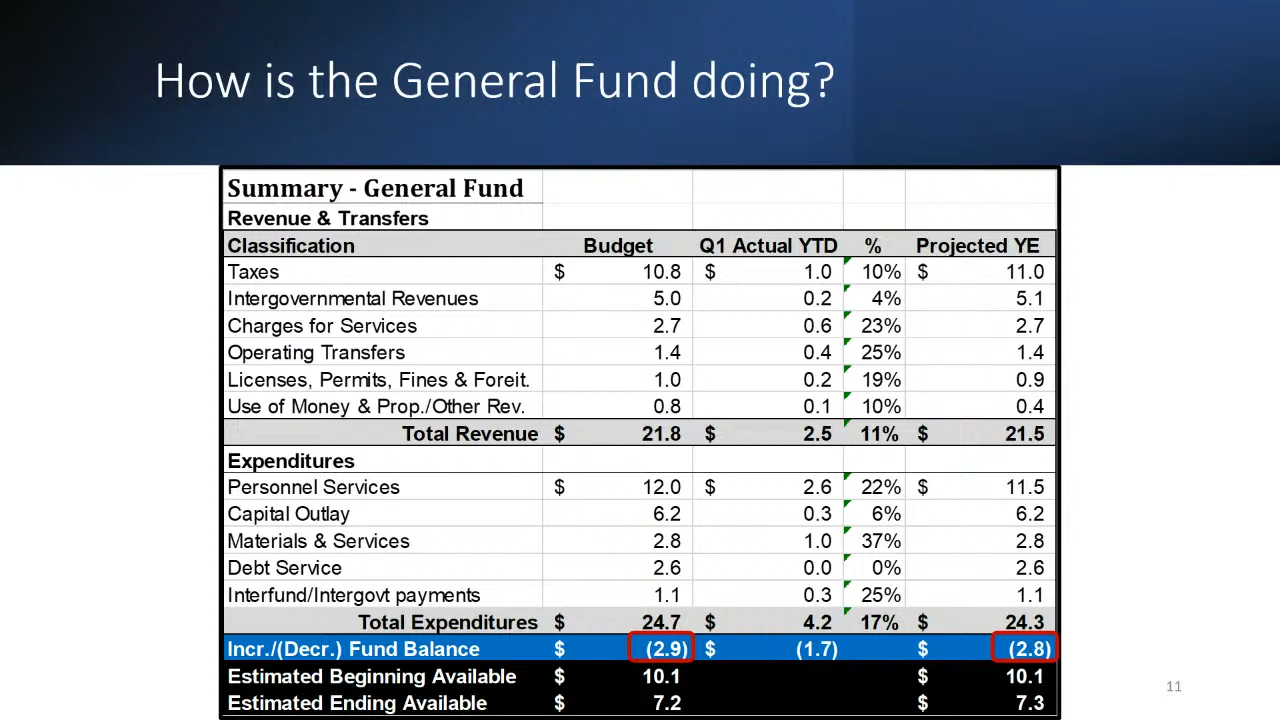 How is the General Fund doing?
Summary - General Fund
Revenue & Transfers
Classification Budget Q1 Actual YTD % Projected YE
Taxes $ 10.8 $ 1.0 10% $ 11.0
Intergovernmental Revenues 5.0 0.2 4% 5.1
Charges for Services 2.7 0.6 23% 2.7
Operating Transfers 1.4 0.4 25% 1.4
Licenses, Permits, Fines & Foreit. 1.0 0.2 19% 0.9
Use of Money & Prop./Other Rev. 0.8 0.1 10% 0.4
Total Revenue $ 21.8 $ 2.5 11% $ 21.5
Expenditures
Personnel Services $ 12.0 $ 2.6 22% $ 11.5
Capital Outlay 6.2 0.3 6% 6.2
Materials & Services 2.8 1.0 37% 2.8
Debt Service 2.6 0.0 0% 2.6
Interfund/Intergovt payments 1.1 0.3 25% 1.1
Total Expenditures $ 24.7 $ 4.2 17% $ 24.3
Incr./(Decr.) Fund Balance $ (2.9) $ (1.7) $ (2.8)
Estimated Beginning Available $ 10.1 $ 10.1
Estimated Ending Available $ 7.2 $ 7.3
11